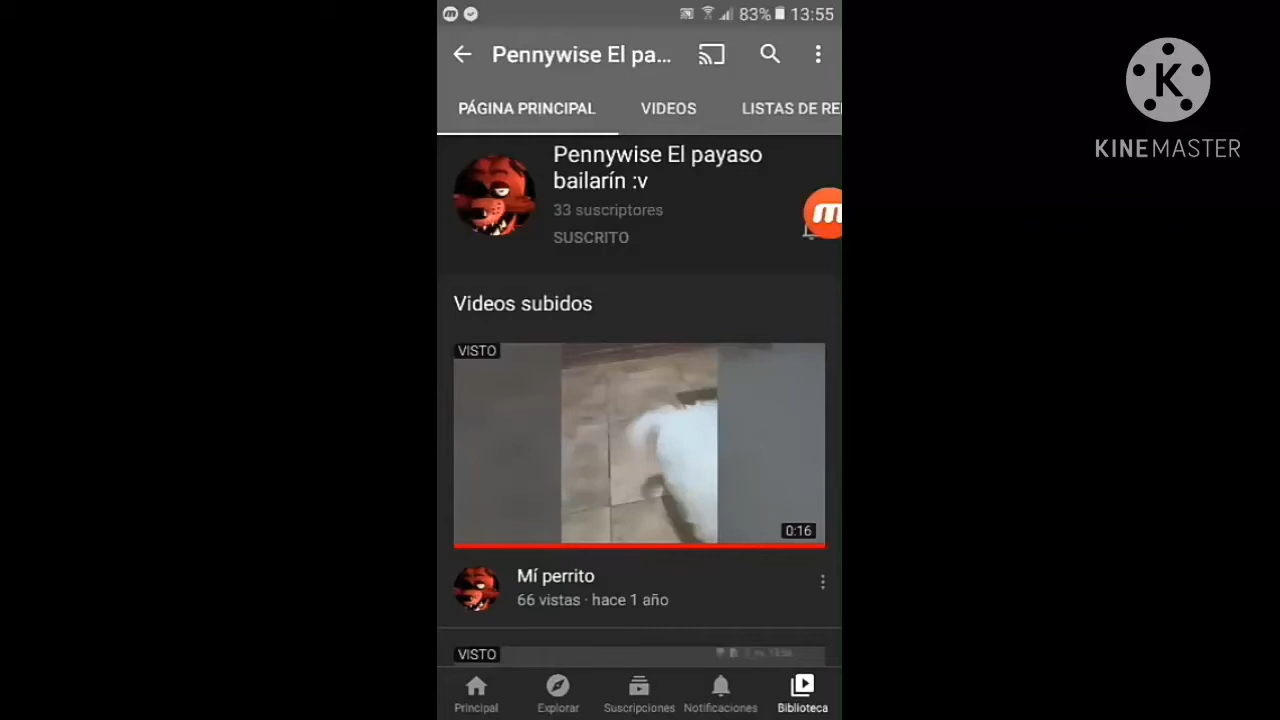 83% 13:55
Pennywise El pa...
PÁGINA PRINCIPAL VIDEOS LISTAS DE RE
Pennywise El payaso
bailarín :v
33 suscriptores
SUSCRITO
Videos subidos
VISTO
0:16
Mí perrito
66 vistas · hace 1 año
VISTO
Principal Explorar Suscripciones Notificaciones Biblioteca
K
KINEMASTER